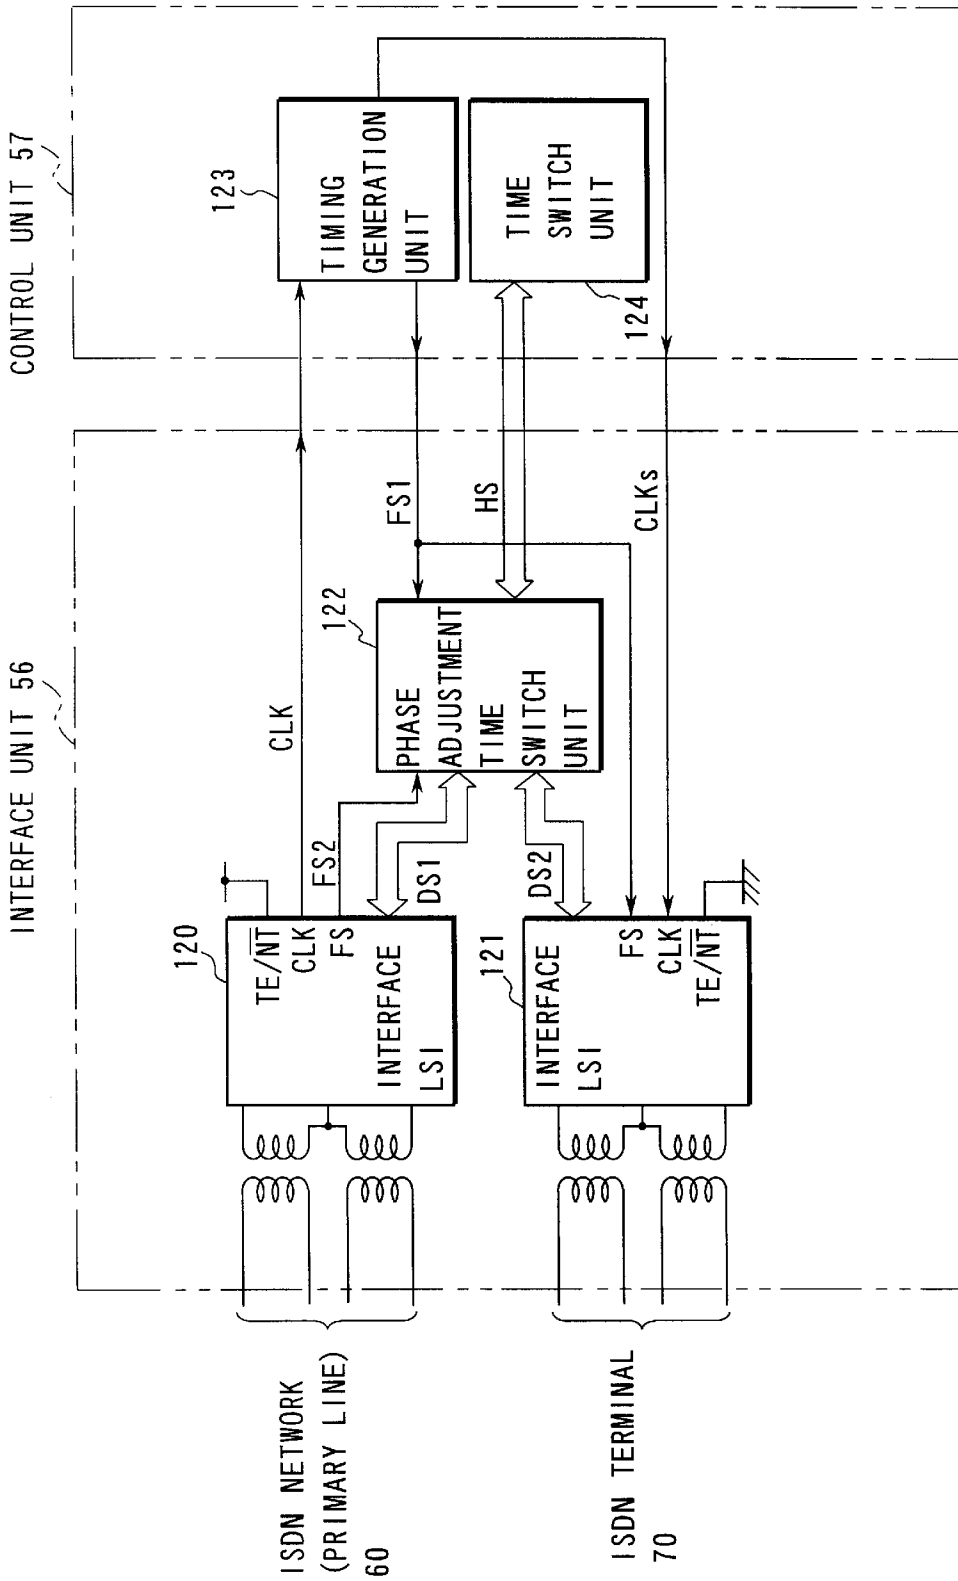 INTERFACE UNIT 56
CONTROL UNIT 57
120
TE/NT
CLK
FS
INTERFACE
LSI
CLK
FS2
DS1
122
PHASE
ADJUSTMENT
TIME
SWITCH
UNIT
FS1
HS
123
TIMING
GENERATION
UNIT
TIME
SWITCH
UNIT
124
121
INTERFACE
LSI
FS
CLK
TE/NT
DS2
CLKs
ISDN NETWORK
(PRIMARY LINE)
60
ISDN TERMINAL
70